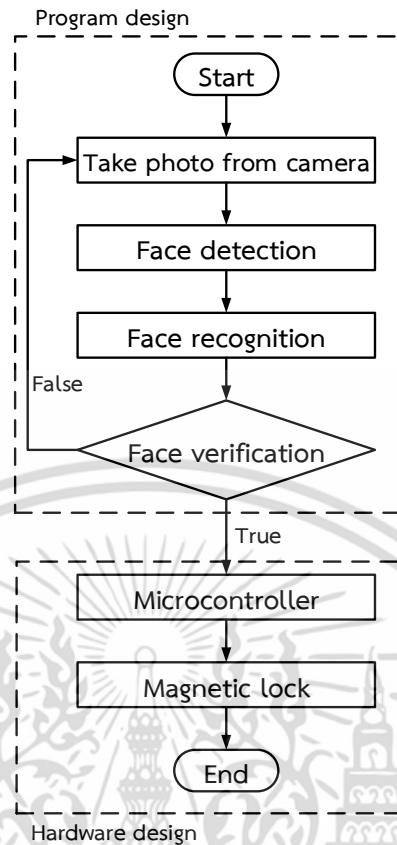 Program design
Start
Take photo from camera
Face detection
Face recognition
False
Face verification
True
Microcontroller
Magnetic lock
End
Hardware design